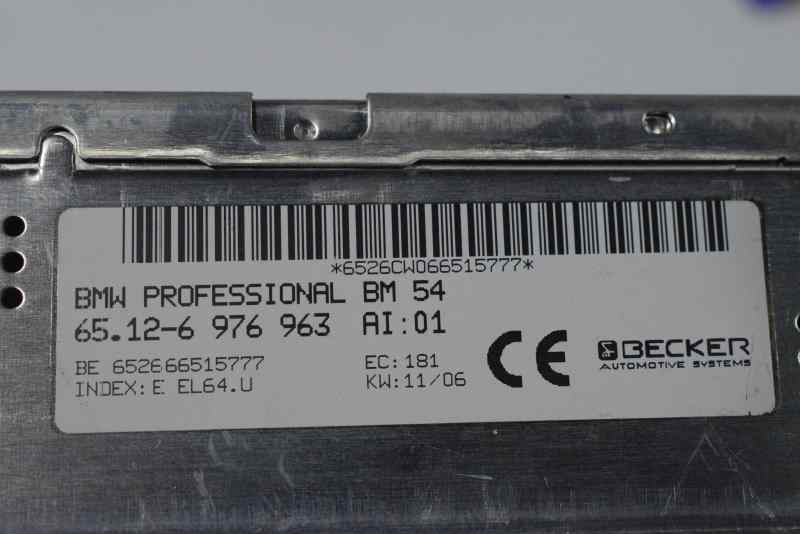 *6526CW066515777*
BMW PROFESSIONAL BM 54
65.12-6 976 963 AI:01
BE 652666515777 EC:181
INDEX:E EL64.U KW:11/06
CE
BECKER
AUTOMOTIVE SYSTEMS